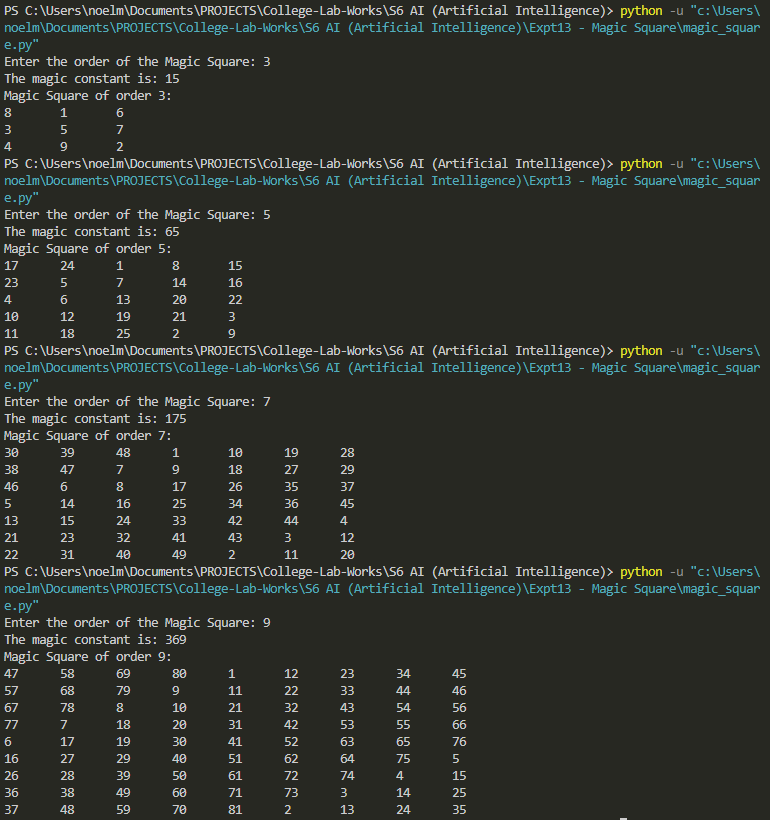 PS C:\Users\noelm\Documents\PROJECTS\College-Lab-Works\S6 AI (Artificial Intelligence)> python -u "c:\Users\
noelm\Documents\PROJECTS\College-Lab-Works\S6 AI (Artificial Intelligence)\Expt13 - Magic Square\magic_squar
e.py"
Enter the order of the Magic Square: 3
The magic constant is: 15
Magic Square of order 3:
8 1 6
3 5 7
4 9 2
PS C:\Users\noelm\Documents\PROJECTS\College-Lab-Works\S6 AI (Artificial Intelligence)> python -u "c:\Users\
noelm\Documents\PROJECTS\College-Lab-Works\S6 AI (Artificial Intelligence)\Expt13 - Magic Square\magic_squar
e.py"
Enter the order of the Magic Square: 5
The magic constant is: 65
Magic Square of order 5:
17 24 1 8 15
23 5 7 14 16
4 6 13 20 22
10 12 19 21 3
11 18 25 2 9
PS C:\Users\noelm\Documents\PROJECTS\College-Lab-Works\S6 AI (Artificial Intelligence)> python -u "c:\Users\
noelm\Documents\PROJECTS\College-Lab-Works\S6 AI (Artificial Intelligence)\Expt13 - Magic Square\magic_squar
e.py"
Enter the order of the Magic Square: 7
The magic constant is: 175
Magic Square of order 7:
30 39 48 1 10 19 28
38 47 7 9 18 27 29
46 6 8 17 26 35 37
5 14 16 25 34 36 45
13 15 24 33 42 44 4
21 23 32 41 43 3 12
22 31 40 49 2 11 20
PS C:\Users\noelm\Documents\PROJECTS\College-Lab-Works\S6 AI (Artificial Intelligence)> python -u "c:\Users\
noelm\Documents\PROJECTS\College-Lab-Works\S6 AI (Artificial Intelligence)\Expt13 - Magic Square\magic_squar
e.py"
Enter the order of the Magic Square: 9
The magic constant is: 369
Magic Square of order 9:
47 58 69 80 1 12 23 34 45
57 68 79 9 11 22 33 44 46
67 78 8 10 21 32 43 54 56
77 7 18 20 31 42 53 55 66
6 17 19 30 41 52 63 65 76
16 27 29 40 51 62 64 75 5
26 28 39 50 61 72 74 4 15
36 38 49 60 71 73 3 14 25
37 48 59 70 81 2 13 24 35